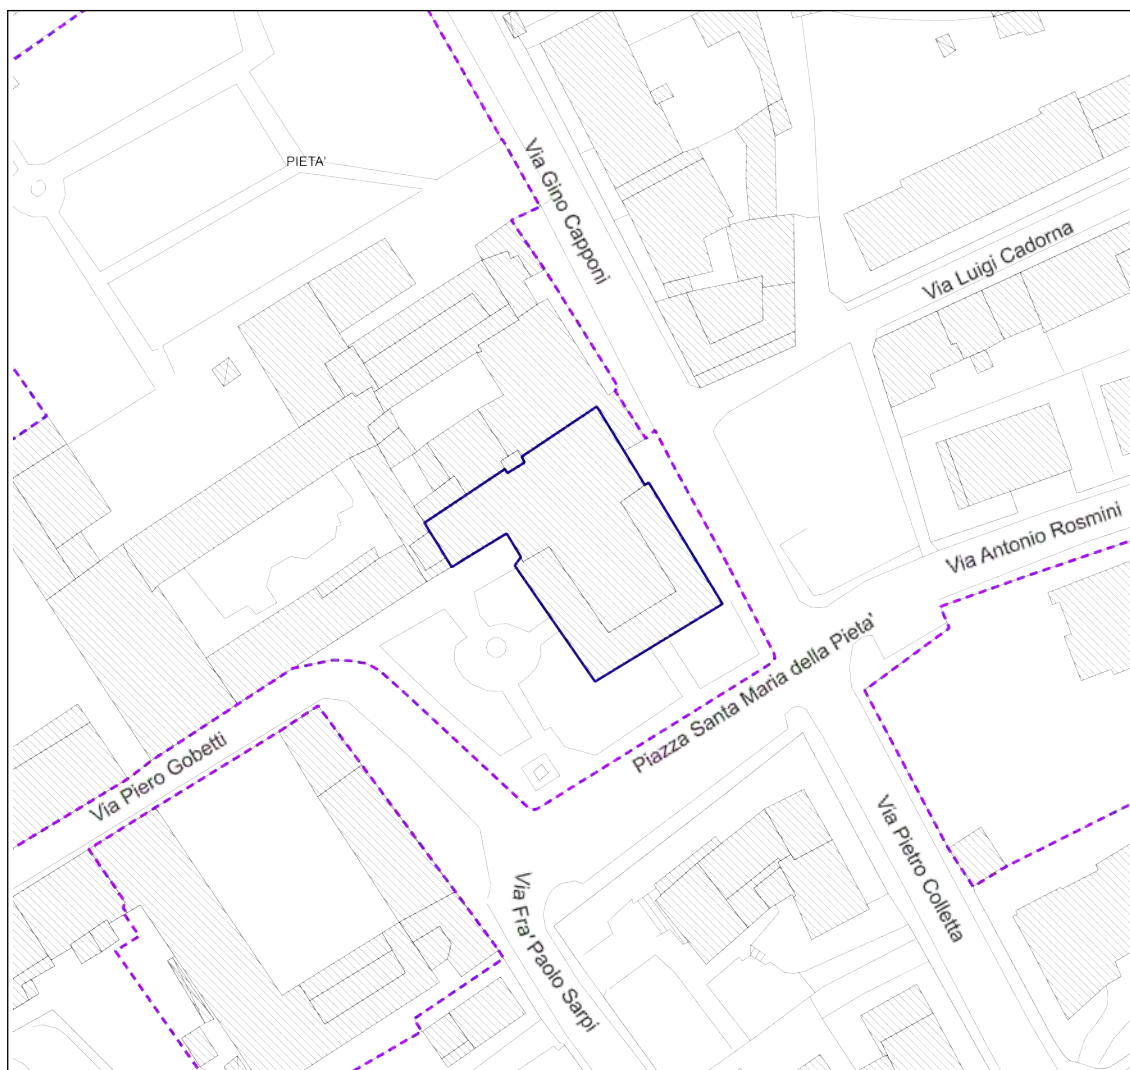 PIETA'
Via Gino Capponi
Via Luigi Cadorna
Via Antonio Rosmini
Piazza Santa Maria della Pieta'
Via Piero Gobetti
Via Pietro Colletta
Via Fra' Paolo Sarpi